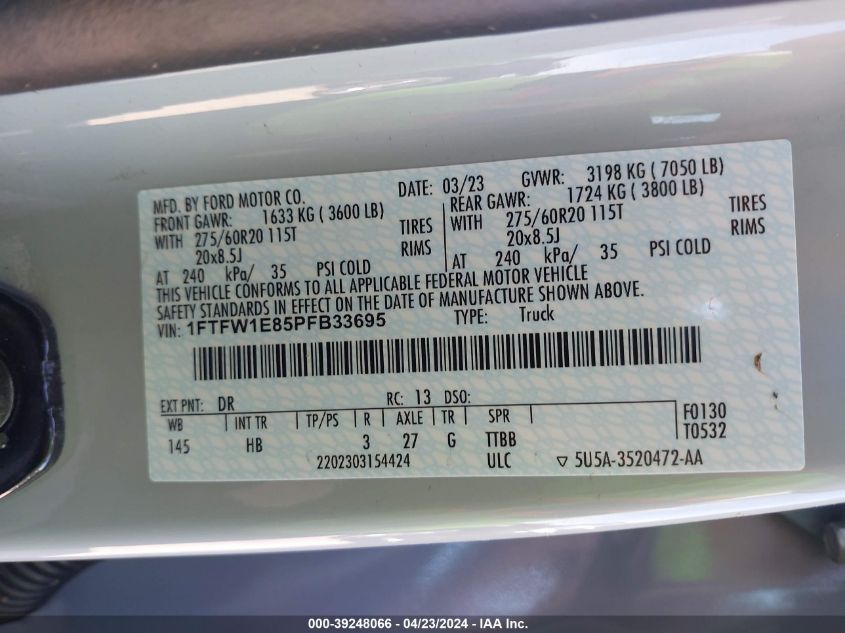 MFD. BY FORD MOTOR CO. DATE: 03/23 GVWR: 3198 KG ( 7050 LB)
FRONT GAWR: 1633 KG ( 3600 LB) REAR GAWR: 1724 KG ( 3800 LB)
WITH 275/60R20 115T TIRES WITH 275/60R20 115T TIRES
20x8.5J RIMS 20x8.5J RIMS
AT 240 kPa/ 35 PSI COLD AT 240 kPa/ 35 PSI COLD
THIS VEHICLE CONFORMS TO ALL APPLICABLE FEDERAL MOTOR VEHICLE
SAFETY STANDARDS IN EFFECT ON THE DATE OF MANUFACTURE SHOWN ABOVE.
VIN: 1FTFW1E85PFB33695 TYPE: Truck
EXT PNT: DR RC: 13 DSO:
WB INT TR TP/PS R AXLE TR SPR F0130
145 HB 3 27 G TTBB T0532
2202303154424 ULC ▽ 5U5A-3520472-AA
000-39248066 - 04/23/2024 - IAA Inc.